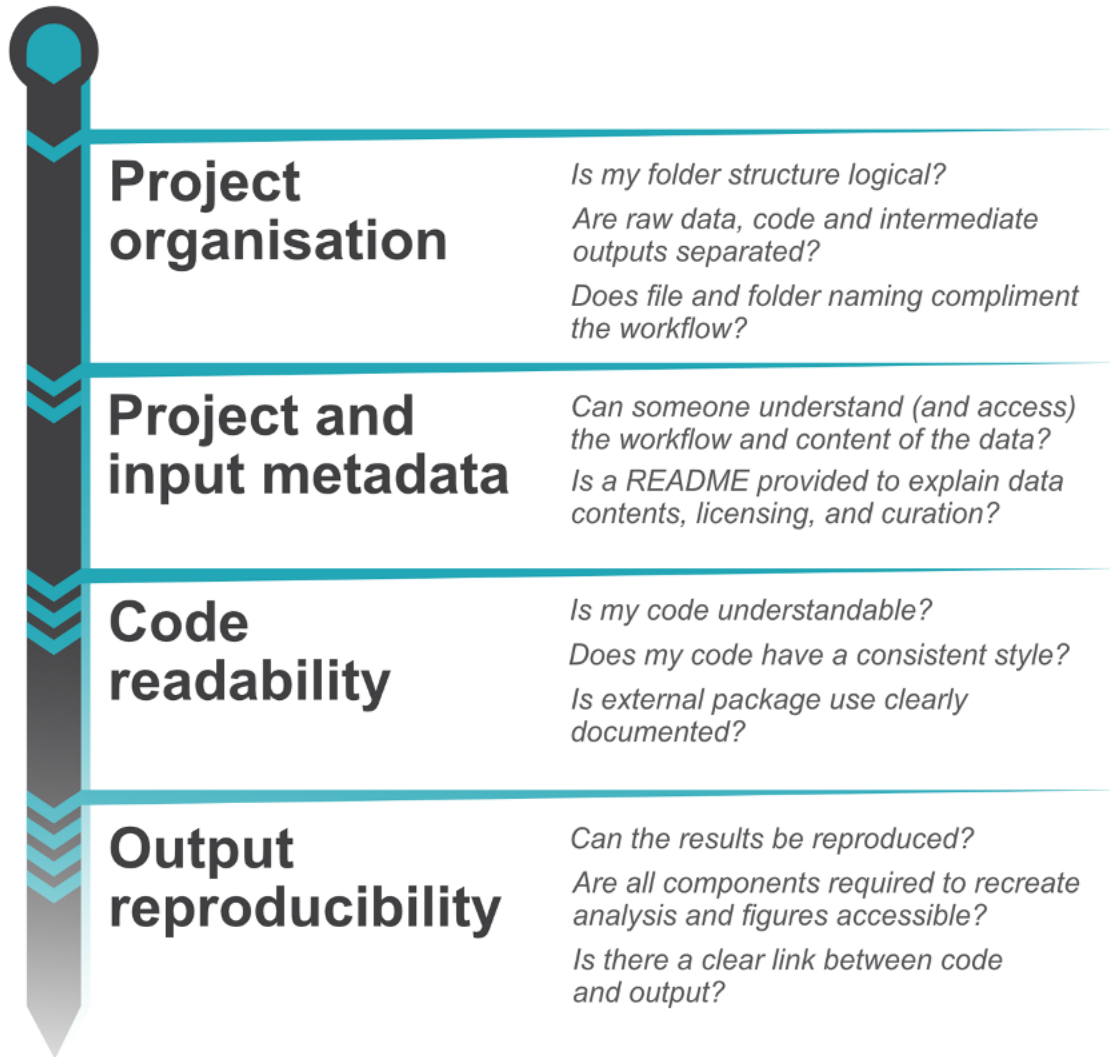 Project
organisation
Is my folder structure logical?
Are raw data, code and intermediate
outputs separated?
Does file and folder naming compliment
the workflow?
Project and
input metadata
Can someone understand (and access)
the workflow and content of the data?
Is a README provided to explain data
contents, licensing, and curation?
Code
readability
Is my code understandable?
Does my code have a consistent style?
Is external package use clearly
documented?
Output
reproducibility
Can the results be reproduced?
Are all components required to recreate
analysis and figures accessible?
Is there a clear link between code
and output?